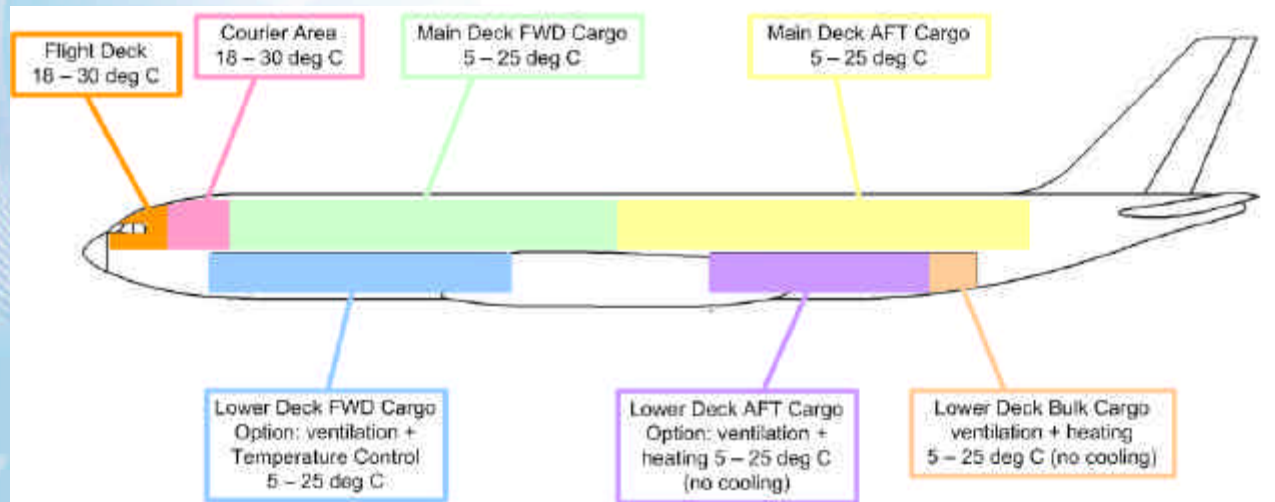 Flight Deck
18 – 30 deg C
Courier Area
18 – 30 deg C
Main Deck FWD Cargo
5 – 25 deg C
Main Deck AFT Cargo
5 – 25 deg C
Lower Deck FWD Cargo
Option: ventilation +
Temperature Control
5 – 25 deg C
Lower Deck AFT Cargo
Option: ventilation +
heating 5 – 25 deg C
(no cooling)
Lower Deck Bulk Cargo
ventilation + heating
5 – 25 deg C (no cooling)